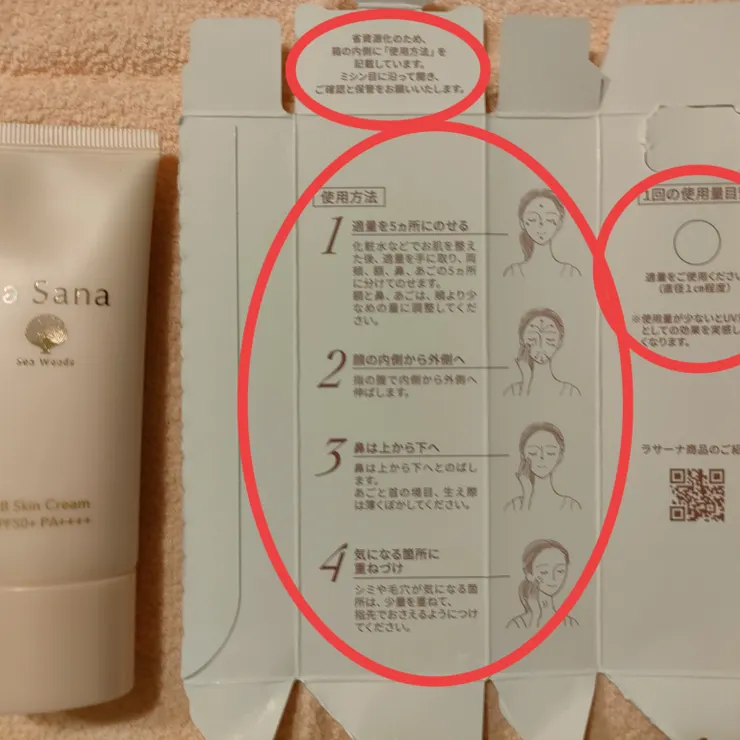 省資源化のため、
箱の内側に「使用方法」を
記載しています。
ミシン目に沿って開き、
ご確認と保管をお願いいたします。
使用方法
1 適量を5ヵ所にのせる
化粧水などでお肌を整え
た後、適量を手に取り、両
頬、額、鼻、あごの5ヵ所
に分けてのせます。
額と鼻、あごは、頬より少
なめの量に調整してくだ
さい。
2 顔の内側から外側へ
指の腹で内側から外側へ
伸ばします。
3 鼻は上から下へ
鼻は上から下へとのばし
ます。
あごと首の境目、生え際
は薄くぼかしてください。
4 気になる箇所に
重ねづけ
シミや毛穴が気になる箇
所は、少量を重ねて、
指先でおさえるようにつけ
てください。
1回の使用量目安
適量をご使用ください
(直径1cm程度)
※使用量が少ないとUV
としての効果を実感し
くなります。
ラサーナ商品のご紹
a Sana
Sea Weeds
B Skin Cream
PF50+ PA++++